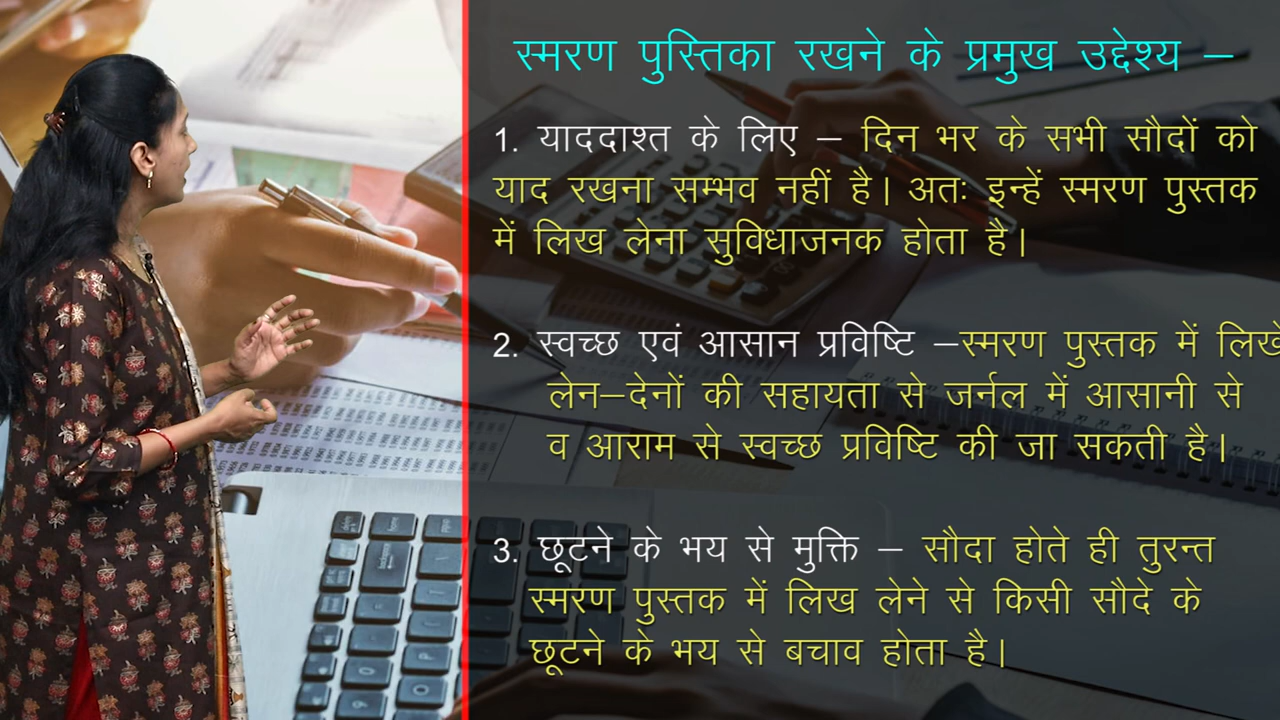 स्मरण पुस्तिका रखने के प्रमुख उद्देश्य –
1. याददाश्त के लिए – दिन भर के सभी सौदों को
याद रखना सम्भव नहीं है। अतः इन्हें स्मरण पुस्तक
में लिख लेना सुविधाजनक होता है।
2. स्वच्छ एवं आसान प्रविष्टि –स्मरण पुस्तक में लिखे
लेन–देनों की सहायता से जर्नल में आसानी से
व आराम से स्वच्छ प्रविष्टि की जा सकती है।
3. छूटने के भय से मुक्ति – सौदा होते ही तुरन्त
स्मरण पुस्तक में लिख लेने से किसी सौदे के
छूटने के भय से बचाव होता है।